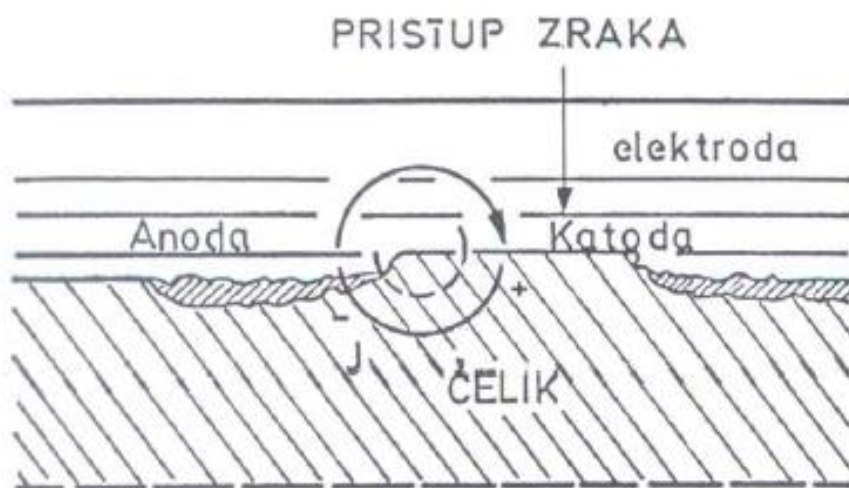 PRISTUP ZRAKA
elektroda
Anoda
Katoda
-
+
-
J
ČELIK